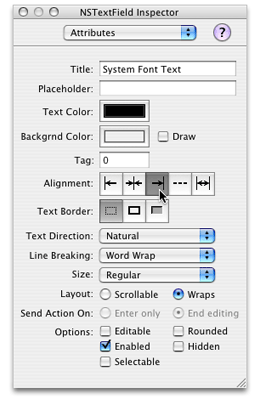 NSTextField Inspector
Attributes
?
Title: System Font Text
Placeholder:
Text Color:
Backgrnd Color: Draw
Tag: 0
Alignment:
Text Border:
Text Direction: Natural
Line Breaking: Word Wrap
Size: Regular
Layout: Scrollable Wraps
Send Action On: Enter only End editing
Options: Editable Rounded
Enabled Hidden
Selectable